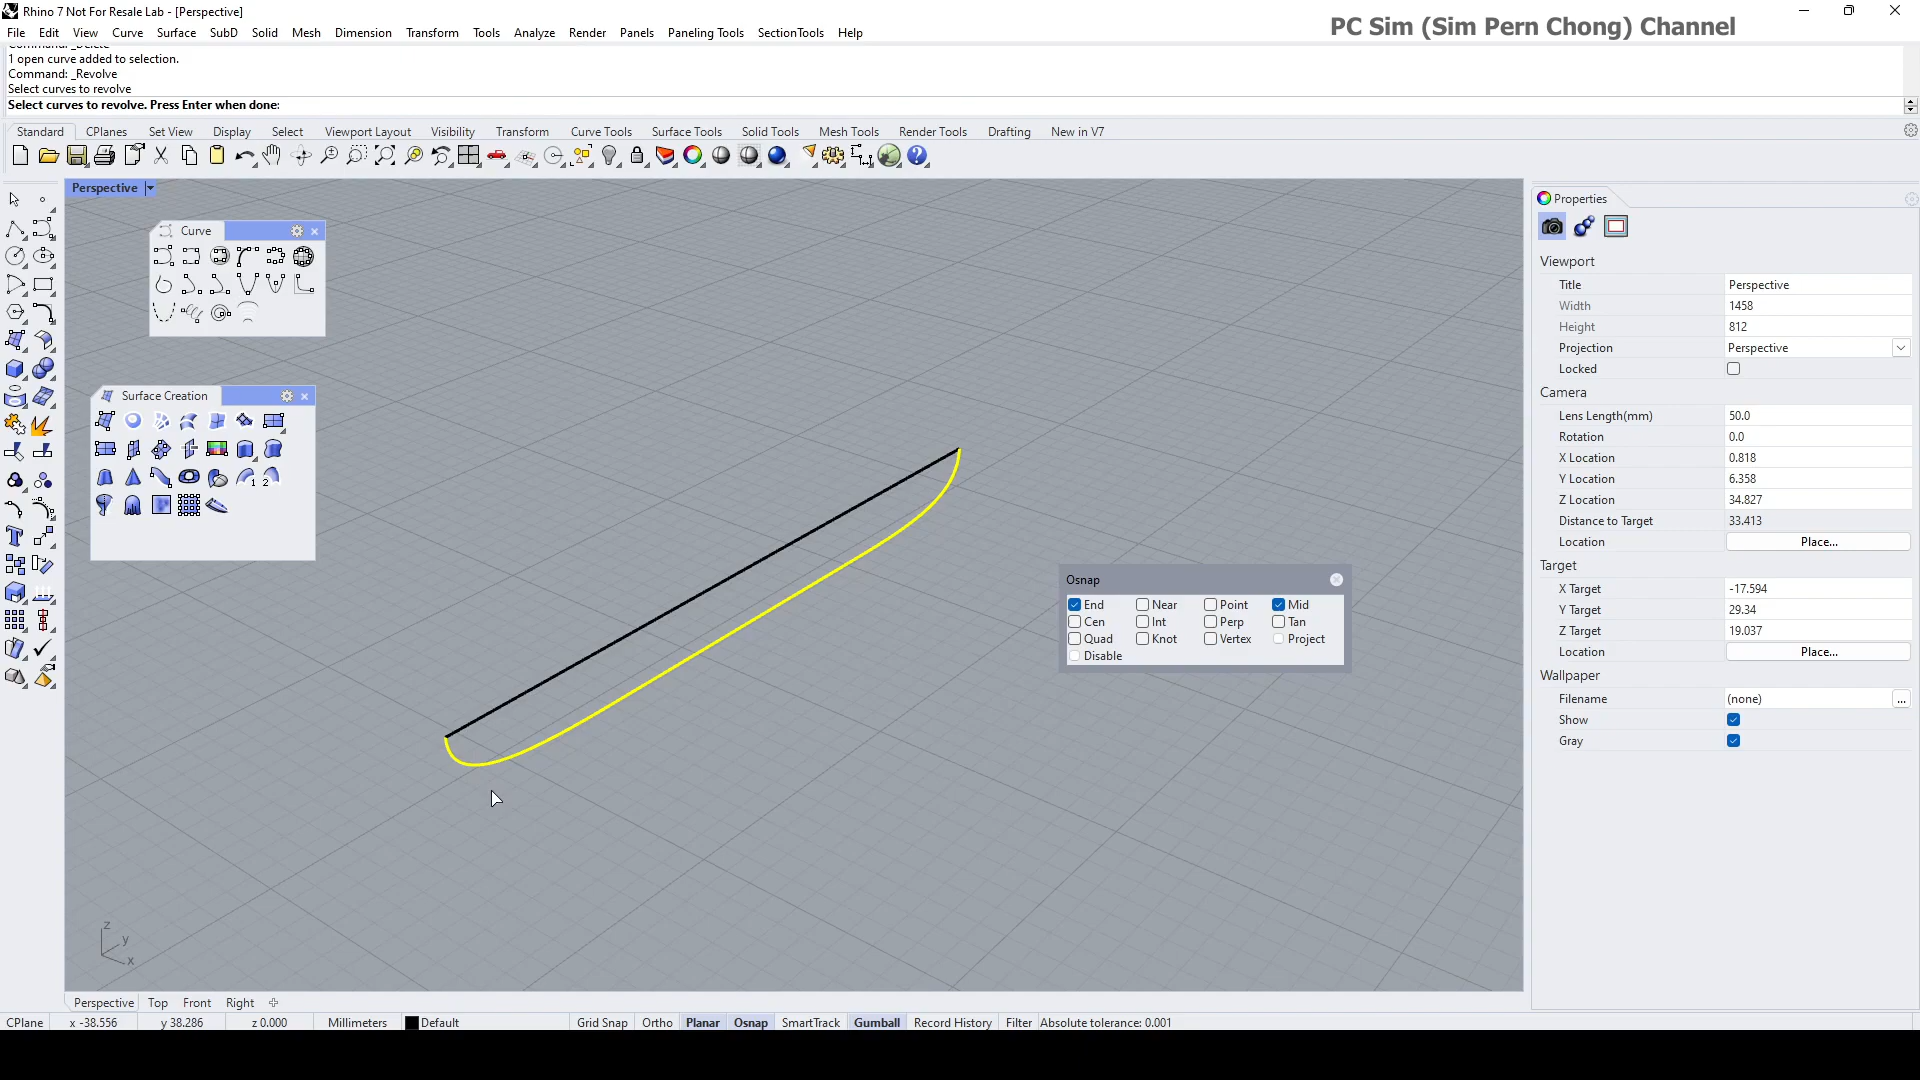 Rhino 7 Not For Resale Lab - [Perspective]
PC Sim (Sim Pern Chong) Channel
File Edit View Curve Surface SubD Solid Mesh Dimension Transform Tools Analyze Render Panels Paneling Tools SectionTools Help
Command: _Delete
1 open curve added to selection.
Command: _Revolve
Select curves to revolve
Select curves to revolve. Press Enter when done:
Standard CPlanes Set View Display Select Viewport Layout Visibility Transform Curve Tools Surface Tools Solid Tools Mesh Tools Render Tools Drafting New in V7
Perspective
Curve
Surface Creation
1 2
Osnap
End Near Point Mid
Cen Int Perp Tan
Quad Knot Vertex Project
Disable
z
y
x
Properties
Viewport
Title Perspective
Width 1458
Height 812
Projection Perspective
Locked
Camera
Lens Length(mm) 50.0
Rotation 0.0
X Location 0.818
Y Location 6.358
Z Location 34.827
Distance to Target 33.413
Location Place...
Target
X Target -17.594
Y Target 29.34
Z Target 19.037
Location Place...
Wallpaper
Filename (none) ...
Show
Gray
Perspective Top Front Right
CPlane x -38.556 y 38.286 z 0.000 Millimeters Default Grid Snap Ortho Planar Osnap SmartTrack Gumball Record History Filter Absolute tolerance: 0.001